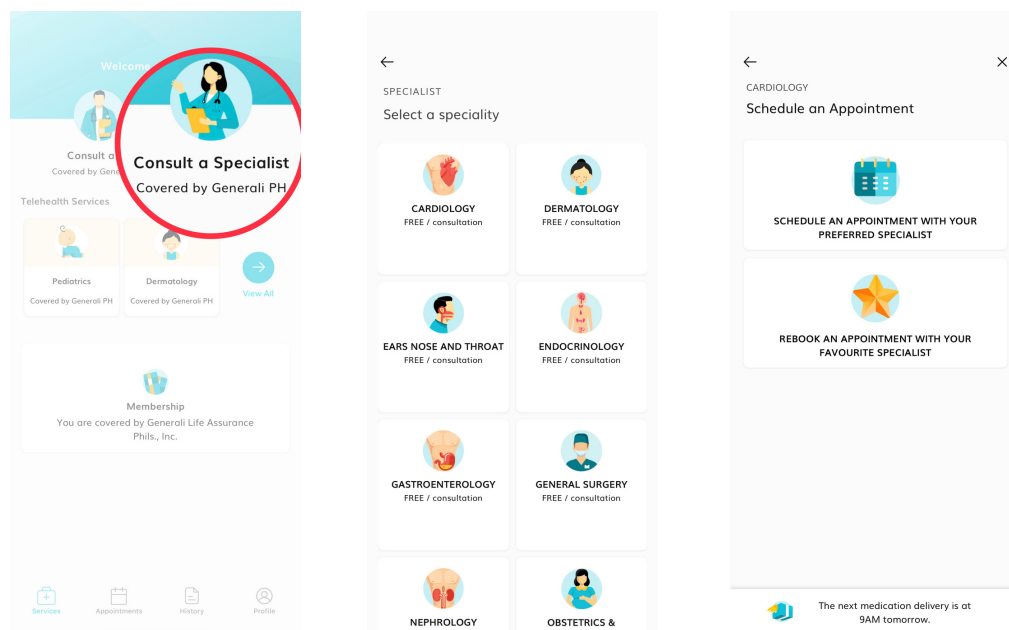 Welcome
Consult a
Covered by Gene
Consult a Specialist
Covered by Generali PH
Telehealth Services
Pediatrics
Covered by Generali PH
Dermatology
Covered by Generali PH
View All
Membership
You are covered by Generali Life Assurance
Phils., Inc.
Services
Appointments
History
Profile
SPECIALIST
Select a speciality
CARDIOLOGY
FREE / consultation
DERMATOLOGY
FREE / consultation
EARS NOSE AND THROAT
FREE / consultation
ENDOCRINOLOGY
FREE / consultation
GASTROENTEROLOGY
FREE / consultation
GENERAL SURGERY
FREE / consultation
NEPHROLOGY
OBSTETRICS &
CARDIOLOGY
Schedule an Appointment
SCHEDULE AN APPOINTMENT WITH YOUR
PREFERRED SPECIALIST
REBOOK AN APPOINTMENT WITH YOUR
FAVOURITE SPECIALIST
The next medication delivery is at
9AM tomorrow.